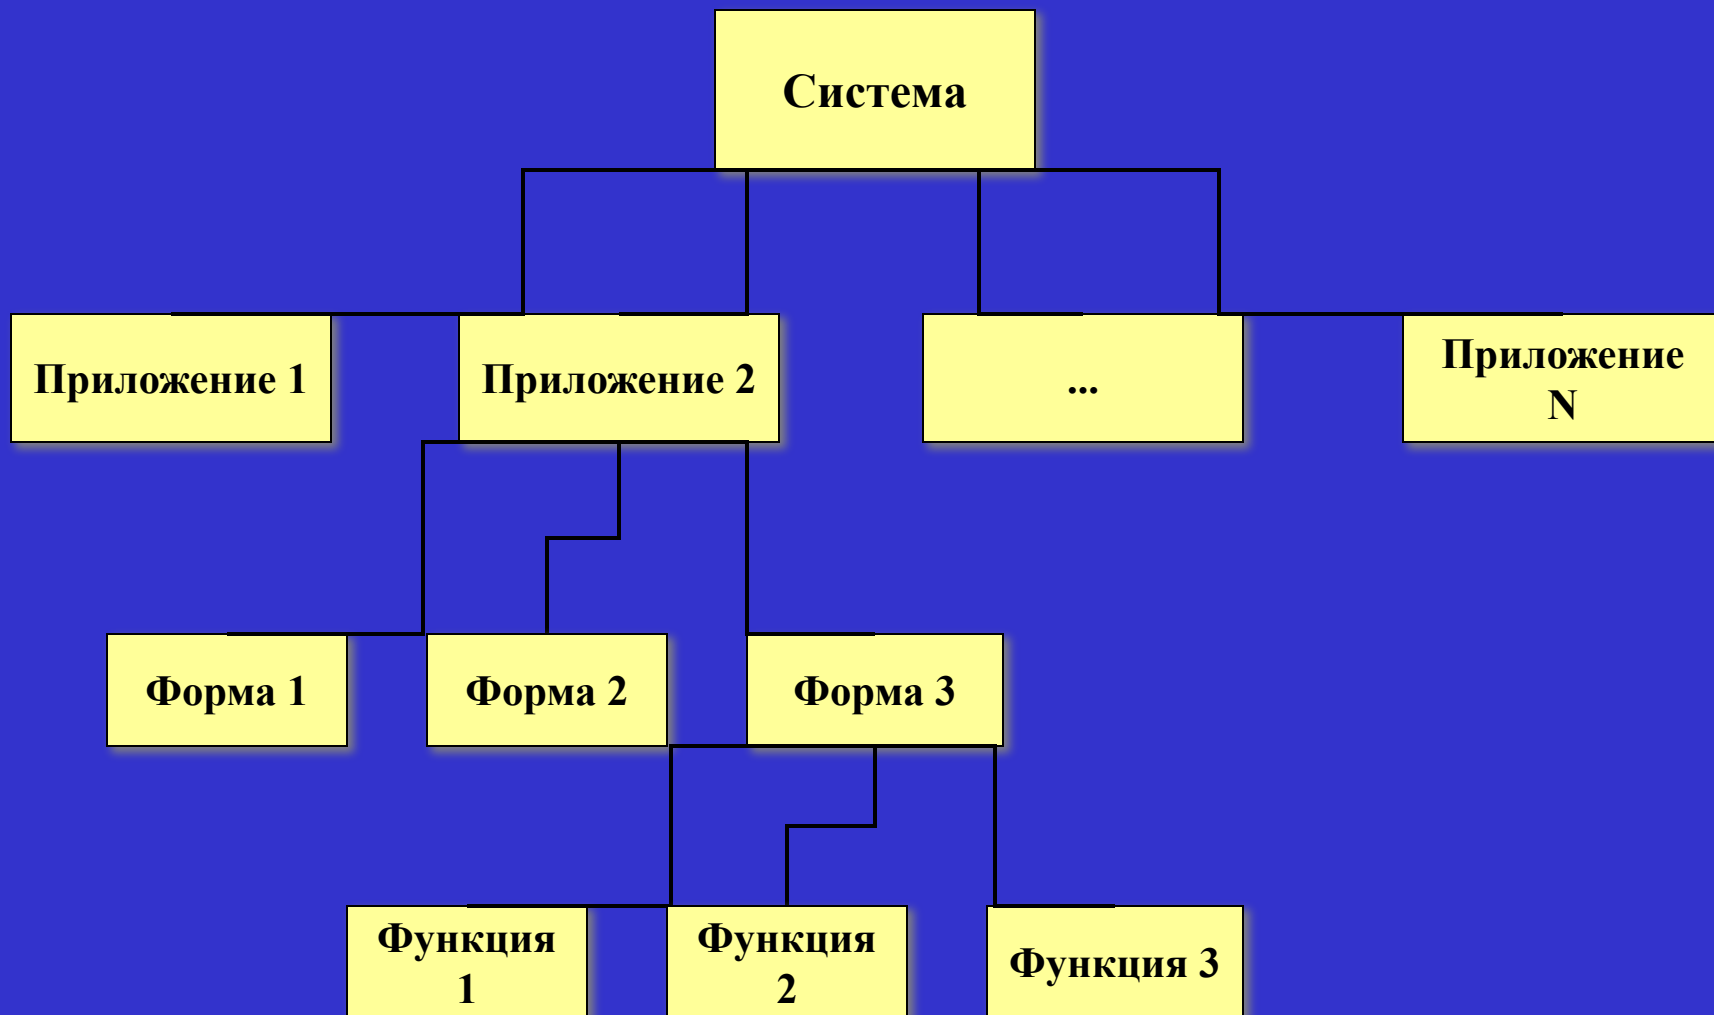 Система
Приложение 1
Приложение 2
...
Приложение
N
Форма 1
Форма 2
Форма 3
Функция
1
Функция
2
Функция 3